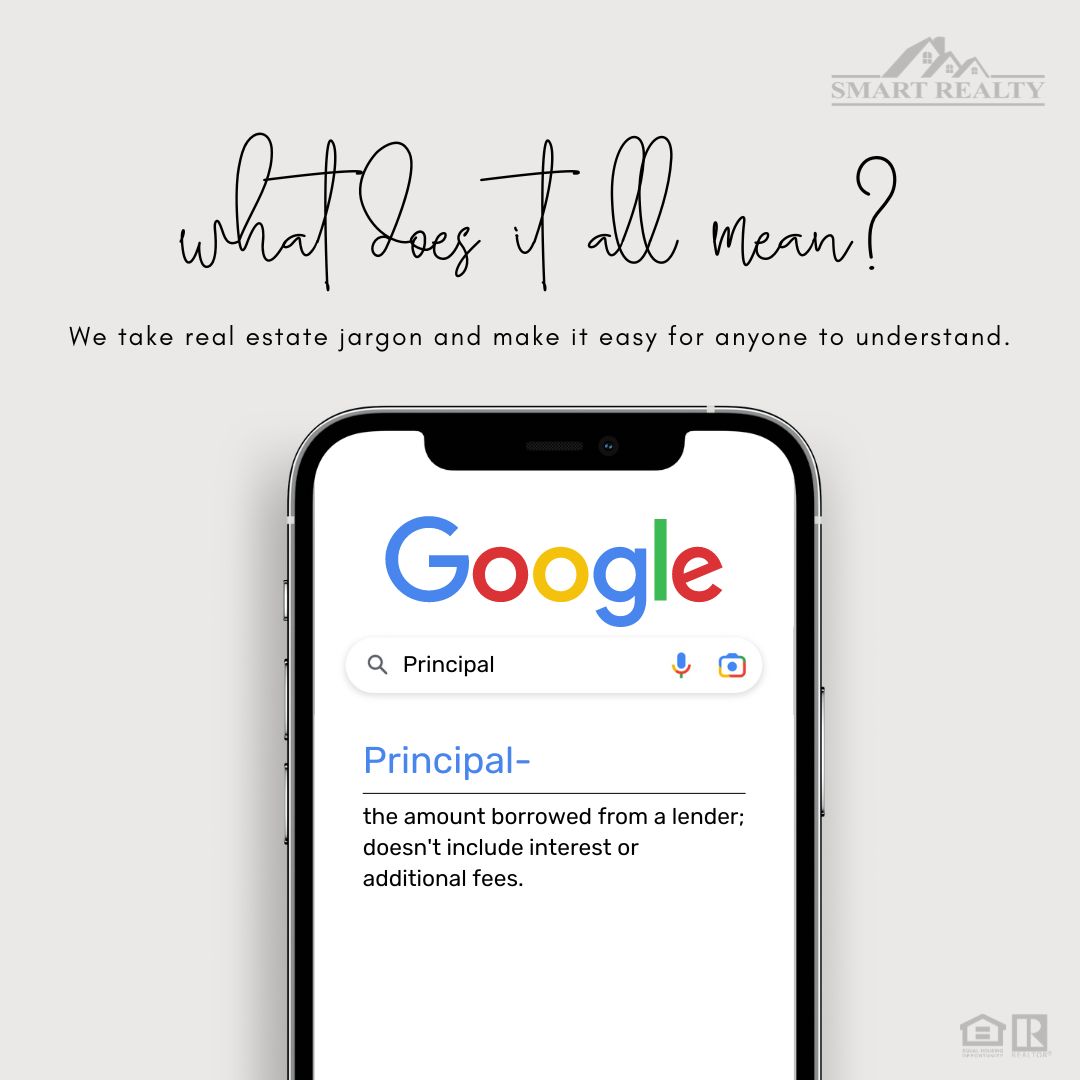 SMART REALTY
what does it all mean?
We take real estate jargon and make it easy for anyone to understand.
Google
Principal
Principal-
the amount borrowed from a lender;
doesn't include interest or
additional fees.
EQUAL HOUSING
OPPORTUNITY
R
REALTOR®